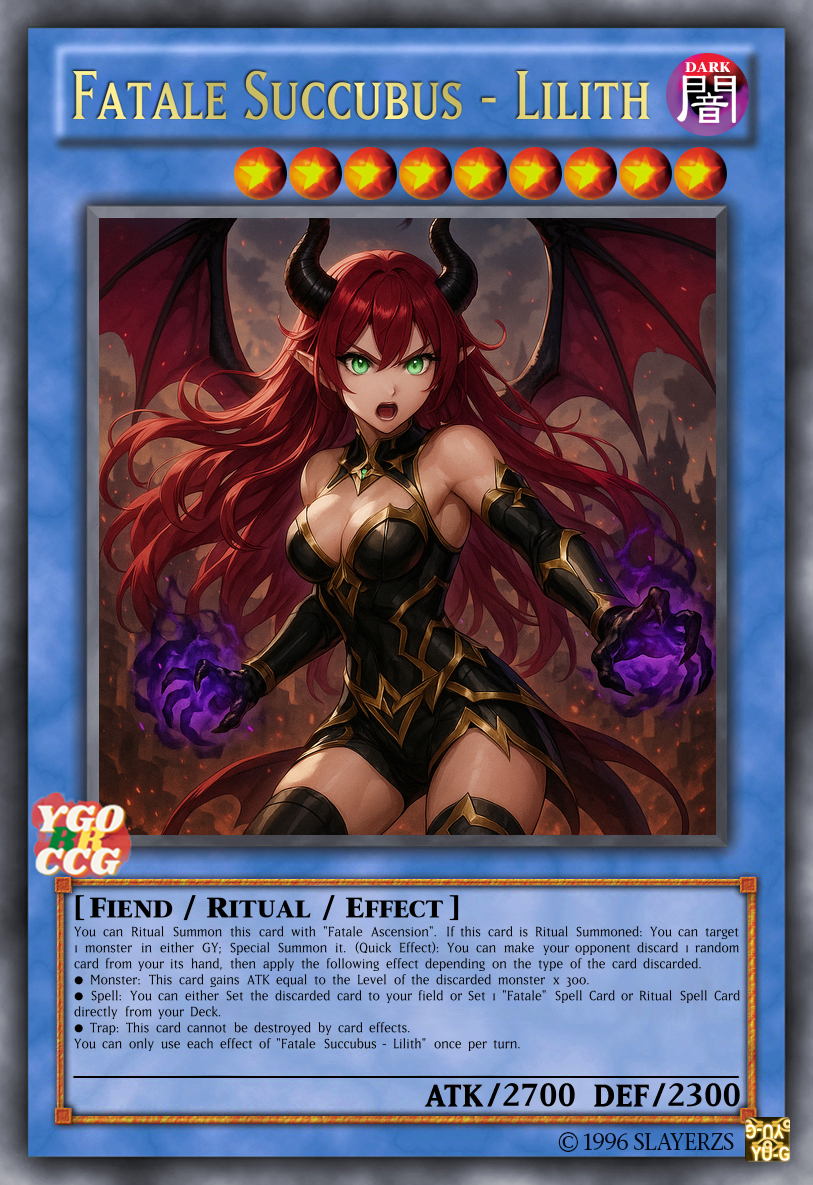 Fatale Succubus - Lilith
DARK
闇
YGO
RR
CCG
[ Fiend / Ritual / Effect ]
You can Ritual Summon this card with "Fatale Ascension". If this card is Ritual Summoned: You can target
1 monster in either GY; Special Summon it. (Quick Effect): You can make your opponent discard 1 random
card from your its hand, then apply the following effect depending on the type of the card discarded.
● Monster: This card gains ATK equal to the Level of the discarded monster x 300.
● Spell: You can either Set the discarded card to your field or Set 1 "Fatale" Spell Card or Ritual Spell Card
directly from your Deck.
● Trap: This card cannot be destroyed by card effects.
You can only use each effect of "Fatale Succubus - Lilith" once per turn.
ATK/2700 DEF/2300
© 1996 SLAYERZS